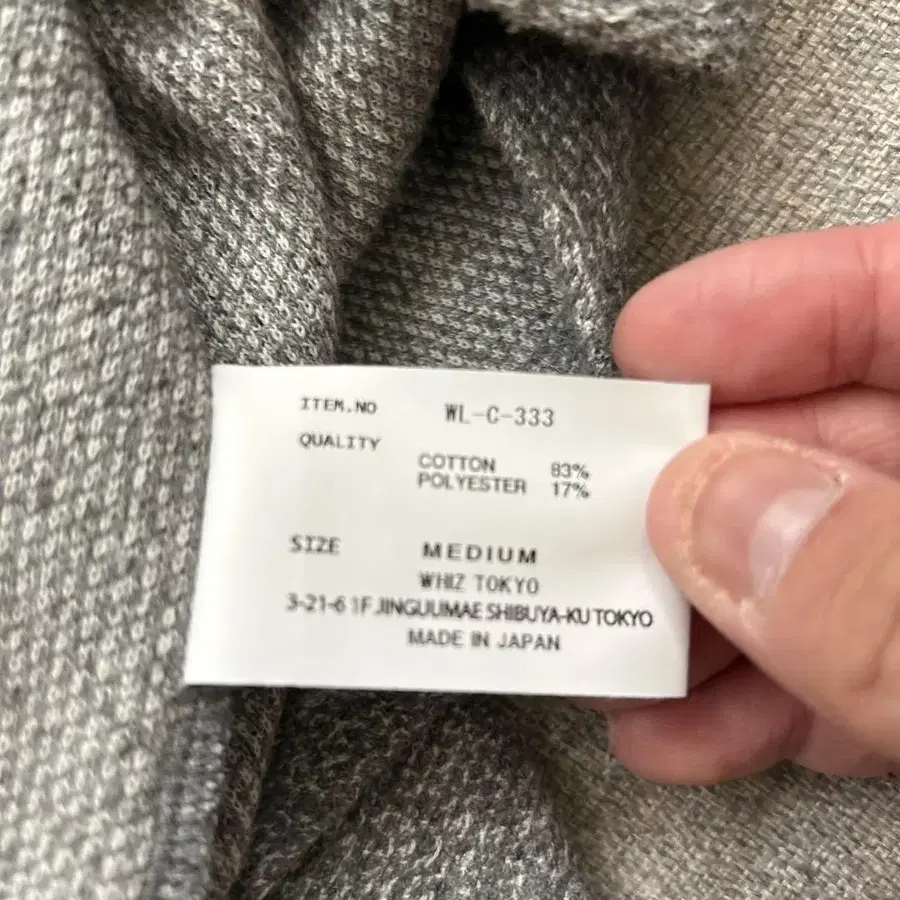 ITEM.NO WL-C-333
QUALITY
COTTON 83%
POLYESTER 17%
SIZE MEDIUM
WHIZ TOKYO
3-21-6 1F JINGUUMAE SHIBUYA-KU TOKYO
MADE IN JAPAN